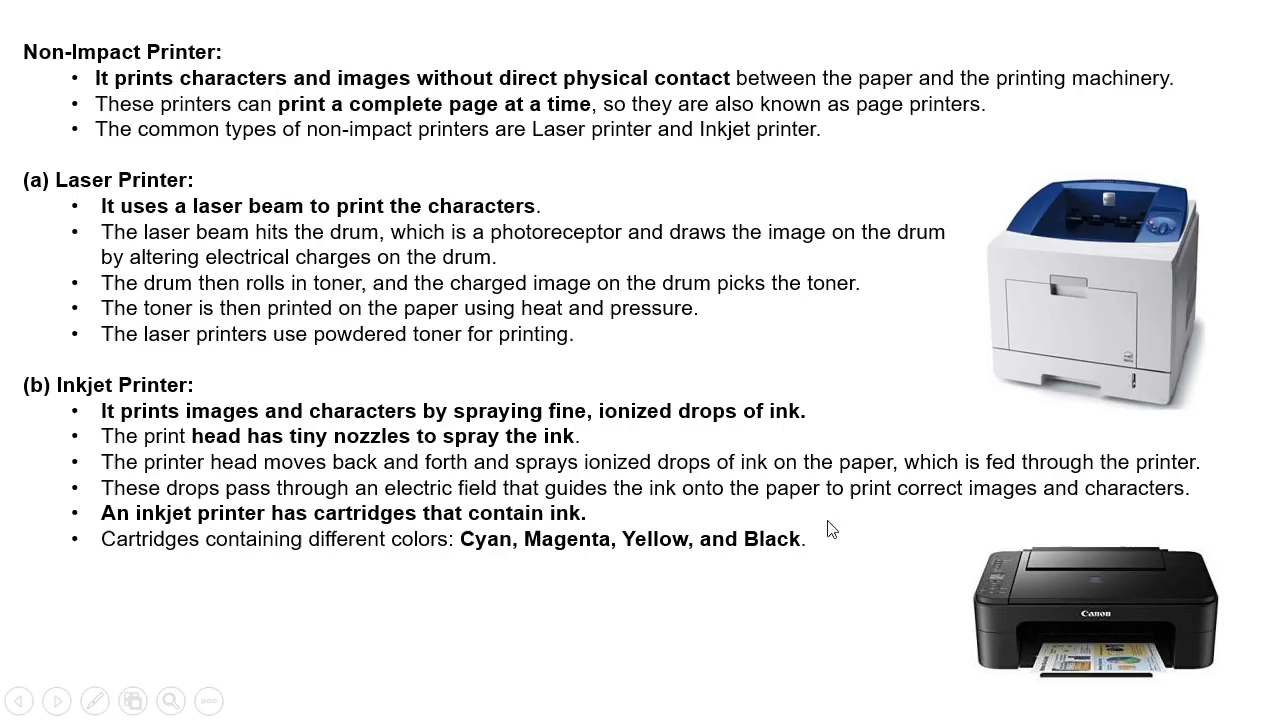 Non-Impact Printer:
• It prints characters and images without direct physical contact between the paper and the printing machinery.
• These printers can print a complete page at a time, so they are also known as page printers.
• The common types of non-impact printers are Laser printer and Inkjet printer.
(a) Laser Printer:
• It uses a laser beam to print the characters.
• The laser beam hits the drum, which is a photoreceptor and draws the image on the drum
by altering electrical charges on the drum.
• The drum then rolls in toner, and the charged image on the drum picks the toner.
• The toner is then printed on the paper using heat and pressure.
• The laser printers use powdered toner for printing.
(b) Inkjet Printer:
• It prints images and characters by spraying fine, ionized drops of ink.
• The print head has tiny nozzles to spray the ink.
• The printer head moves back and forth and sprays ionized drops of ink on the paper, which is fed through the printer.
• These drops pass through an electric field that guides the ink onto the paper to print correct images and characters.
• An inkjet printer has cartridges that contain ink.
• Cartridges containing different colors: Cyan, Magenta, Yellow, and Black.
Canon